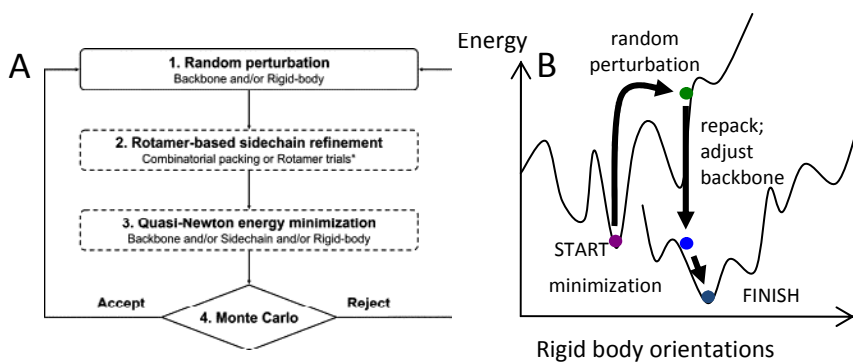 A
1. Random perturbation
Backbone and/or Rigid-body
2. Rotamer-based sidechain refinement
Combinatorial packing or Rotamer trials*
3. Quasi-Newton energy minimization
Backbone and/or Sidechain and/or Rigid-body
Accept
Reject
4. Monte Carlo
Energy
B
random
perturbation
repack;
adjust
backbone
START
minimization
FINISH
Rigid body orientations